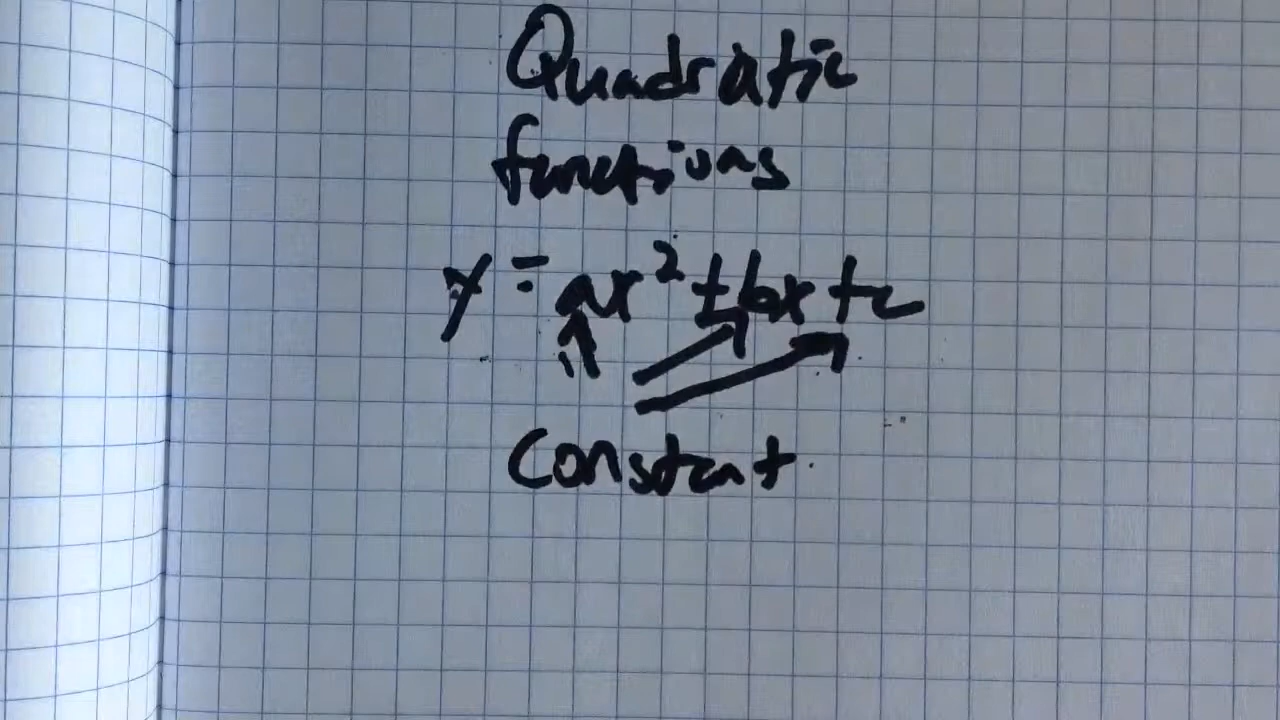 Quadratic
functions
y = ax² + bx + c
constant